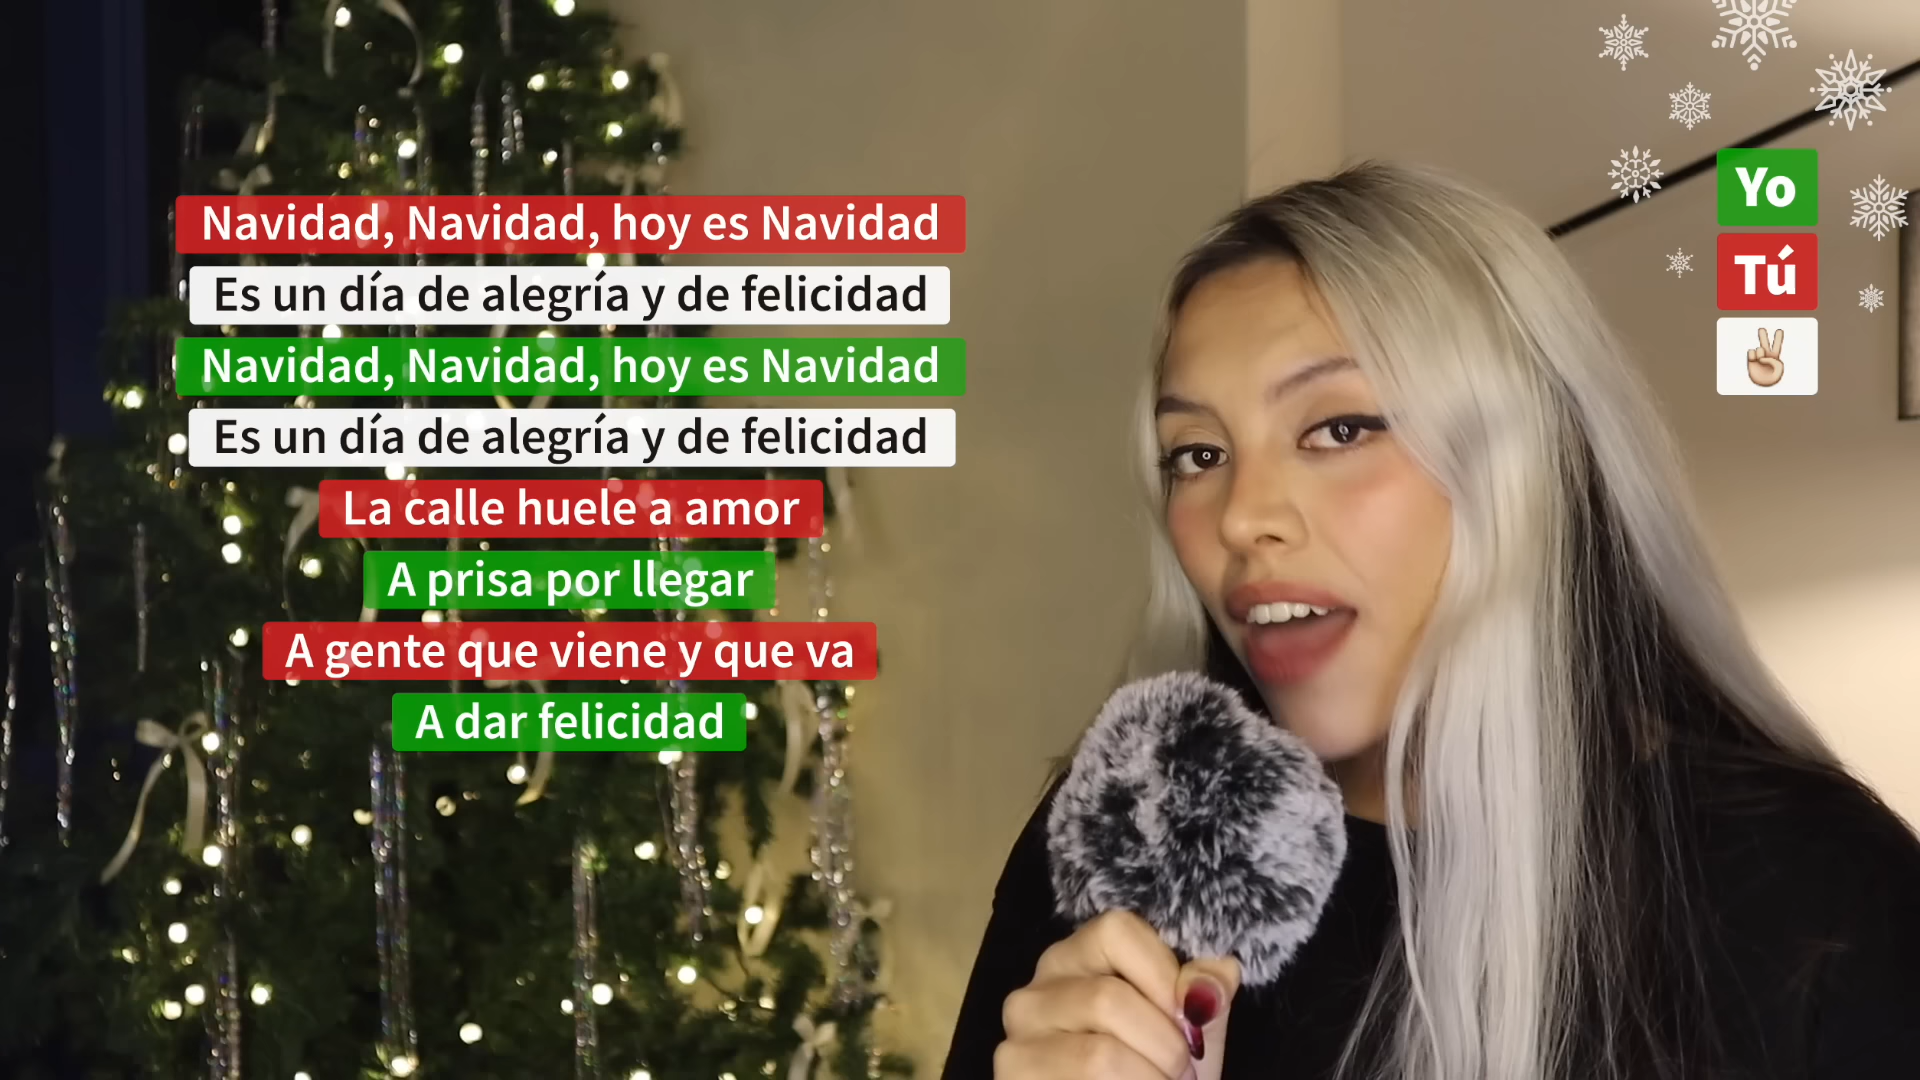 Navidad, Navidad, hoy es Navidad
Es un día de alegría y de felicidad
Navidad, Navidad, hoy es Navidad
Es un día de alegría y de felicidad
La calle huele a amor
A prisa por llegar
A gente que viene y que va
A dar felicidad
Yo
Tú